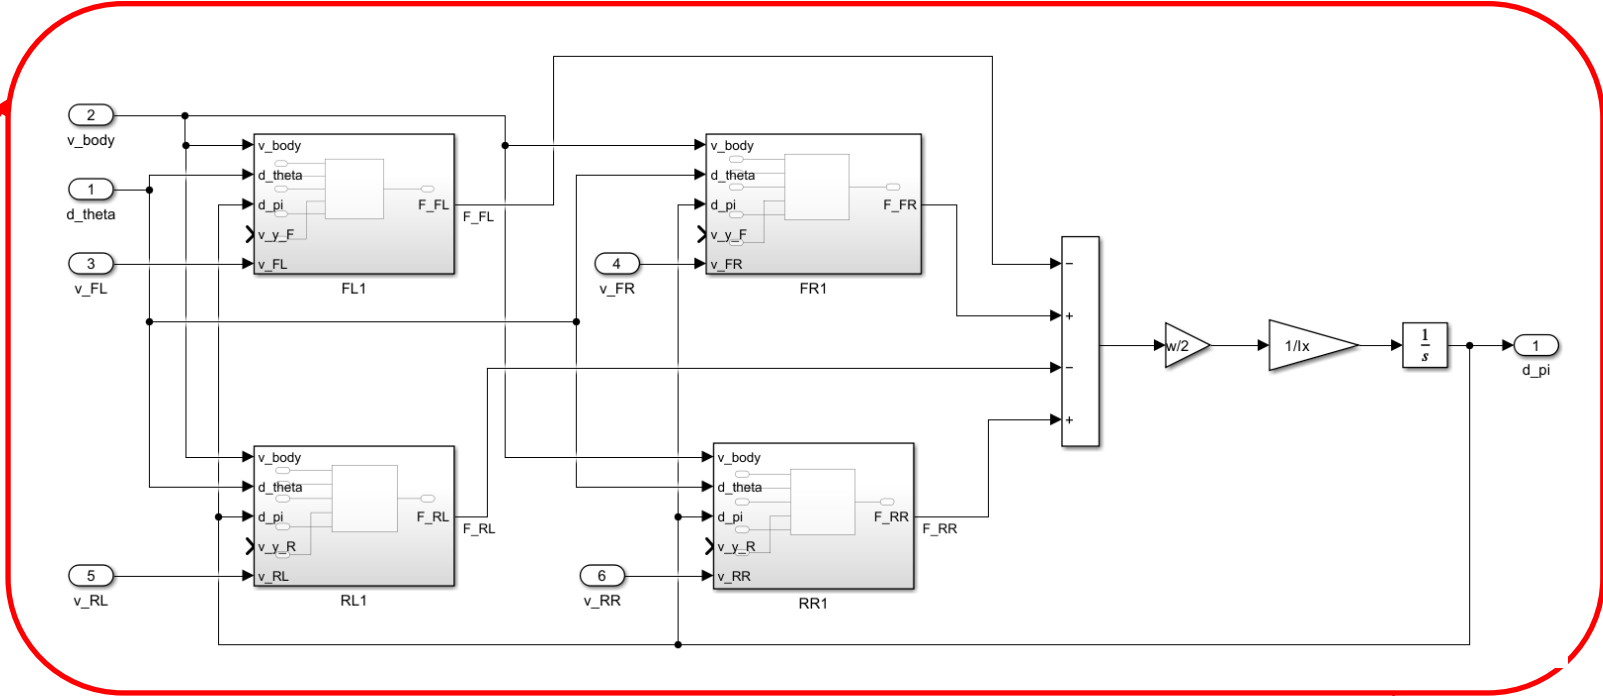 2
v_body
1
d_theta
3
v_FL
v_body
d_theta
d_pi
v_y_F
v_FL
F_FL
F_FL
FL1
4
v_FR
v_body
d_theta
d_pi
v_y_F
v_FR
F_FR
FR1
5
v_RL
v_body
d_theta
d_pi
v_y_R
v_RL
F_RL
F_RL
RL1
6
v_RR
v_body
d_theta
d_pi
v_y_R
v_RR
F_RR
F_RR
RR1
−
+
−
+
w/2
1/Ix
1
s
1
d_pi